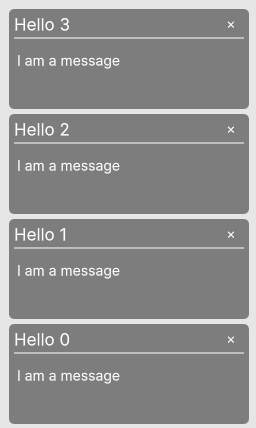 Hello 3 ×
I am a message
Hello 2 ×
I am a message
Hello 1 ×
I am a message
Hello 0 ×
I am a message